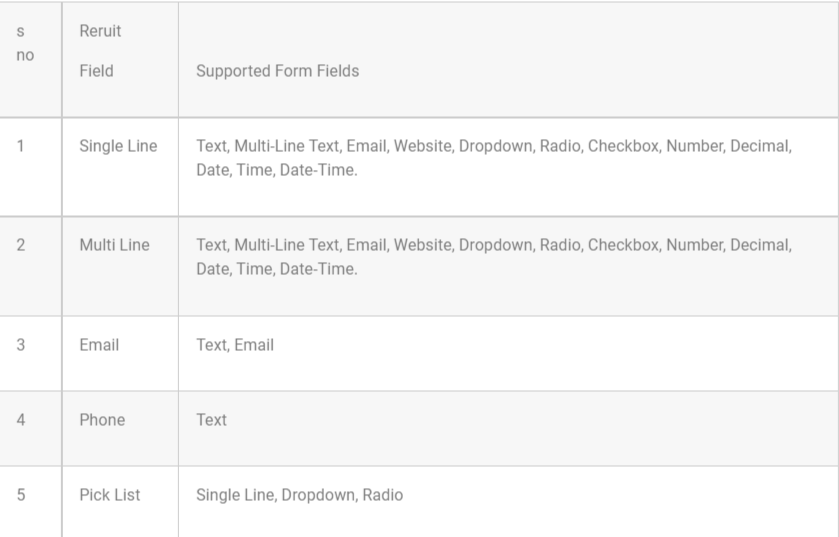 s
no
Reruit
Field
Supported Form Fields
1
Single Line
Text, Multi-Line Text, Email, Website, Dropdown, Radio, Checkbox, Number, Decimal,
Date, Time, Date-Time.
2
Multi Line
Text, Multi-Line Text, Email, Website, Dropdown, Radio, Checkbox, Number, Decimal,
Date, Time, Date-Time.
3
Email
Text, Email
4
Phone
Text
5
Pick List
Single Line, Dropdown, Radio